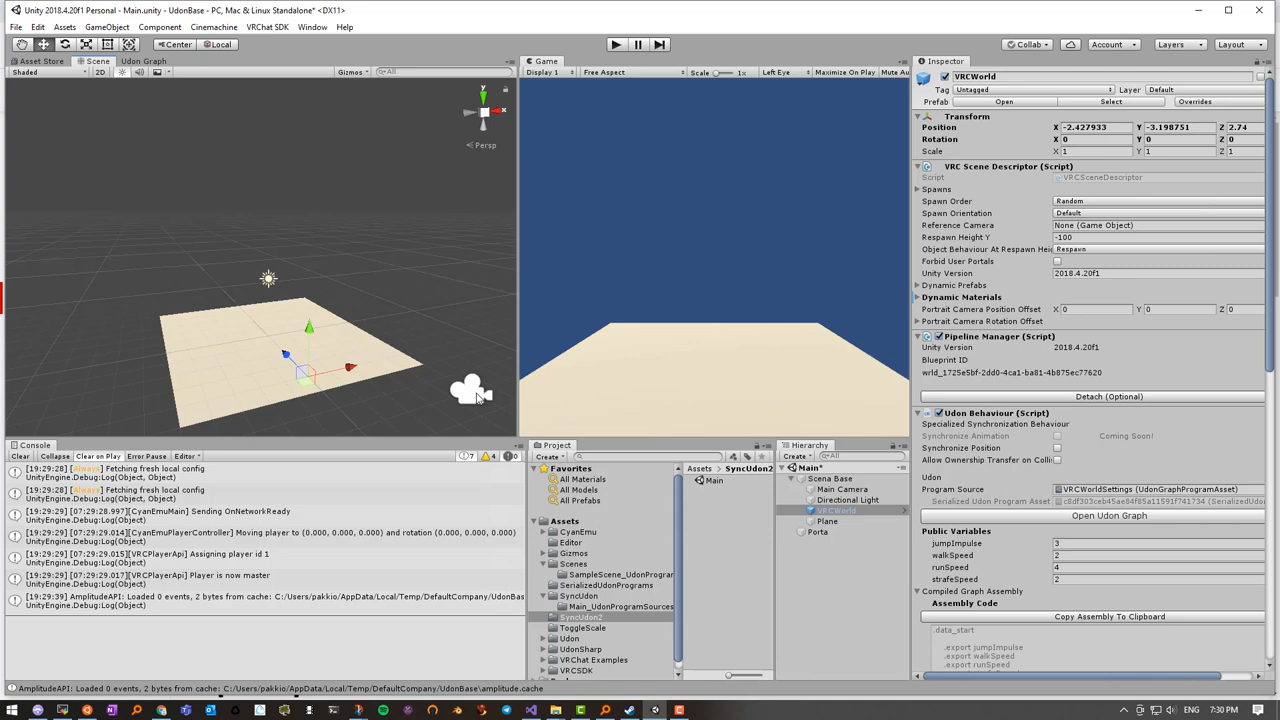 Unity 2018.4.20f1 Personal - Main.unity - UdonBase - PC, Mac & Linux Standalone* <DX11>
File Edit Assets GameObject Component Cinemachine VRChat SDK Window Help
Center Local Collab Account Layers Layout
Asset Store Scene Udon Graph
Shaded 2D Gizmos All
y
x
Persp
Game
Display 1 Free Aspect Scale 1x Left Eye Maximize On Play Mute Au
Inspector
VRCWorld
Tag Untagged Layer Default
Prefab Open Select Overrides
Transform
Position X -2.427933 Y -3.198751 Z 2.74
Rotation X 0 Y 0 Z 0
Scale X 1 Y 1 Z 1
VRC Scene Descriptor (Script)
Script VRCSceneDescriptor
Spawns
Spawn Order Random
Spawn Orientation Default
Reference Camera None (Game Object)
Respawn Height Y -100
Object Behaviour At Respawn Hei Respawn
Forbid User Portals
Unity Version 2018.4.20f1
Dynamic Prefabs
Dynamic Materials
Portrait Camera Position Offset X 0 Y 0 Z 0
Portrait Camera Rotation Offset
Pipeline Manager (Script)
Unity Version 2018.4.20f1
Blueprint ID
wrld_1725e5bf-2dd0-4ca1-ba81-4b875ec77620
Detach (Optional)
Udon Behaviour (Script)
Specialized Synchronization Behaviour
Synchronize Animation Coming Soon!
Synchronize Position
Allow Ownership Transfer on Colli
Udon
Program Source VRCWorldSettings (UdonGraphProgramAsset)
Serialized Udon Program Asset c8df303ceb45ae84f85a11591f741734 (SerializedUdo
Open Udon Graph
Public Variables
jumpImpulse 3
walkSpeed 2
runSpeed 4
strafeSpeed 2
Compiled Graph Assembly
Assembly Code
Copy Assembly To Clipboard
.data_start
.export jumpImpulse
.export walkSpeed
.export runSpeed
Console
Clear Collapse Clear on Play Error Pause Editor 7 4 0
[19:29:28] [Always] Fetching fresh local config
UnityEngine.Debug:Log(Object, Object)
[19:29:28] [Always] Fetching fresh local config
UnityEngine.Debug:Log(Object, Object)
[19:29:29] [07:29:28.997][CyanEmuMain] Sending OnNetworkReady
UnityEngine.Debug:Log(Object)
[19:29:29] [07:29:29.014][CyanEmuPlayerController] Moving player to (0.000, 0.000, 0.000) and rotation (0.000, 0.000, 0.000)
UnityEngine.Debug:Log(Object)
[19:29:29] [07:29:29.015][VRCPlayerApi] Assigning player id 1
UnityEngine.Debug:Log(Object)
[19:29:29] [07:29:29.017][VRCPlayerApi] Player is now master
UnityEngine.Debug:Log(Object)
[19:29:39] AmplitudeAPI: Loaded 0 events, 2 bytes from cache: C:/Users/pakkio/AppData/Local/Temp/DefaultCompany/UdonBas
UnityEngine.Debug:Log(Object)
Project
Create
Favorites
All Materials
All Models
All Prefabs
Assets
CyanEmu
Editor
Gizmos
Scenes
SampleScene_UdonProgran
SerializedUdonPrograms
SyncUdon
Main_UdonProgramSources
SyncUdon2
ToggleScale
Udon
UdonSharp
VRChat Examples
VRCSDK
Assets SyncUdon2
Main
Hierarchy
Create All
Main*
Scena Base
Main Camera
Directional Light
VRCWorld
Plane
Porta
AmplitudeAPI: Loaded 0 events, 2 bytes from cache: C:/Users/pakkio/AppData/Local/Temp/DefaultCompany/UdonBase\amplitude.cache
ENG 7:30 PM